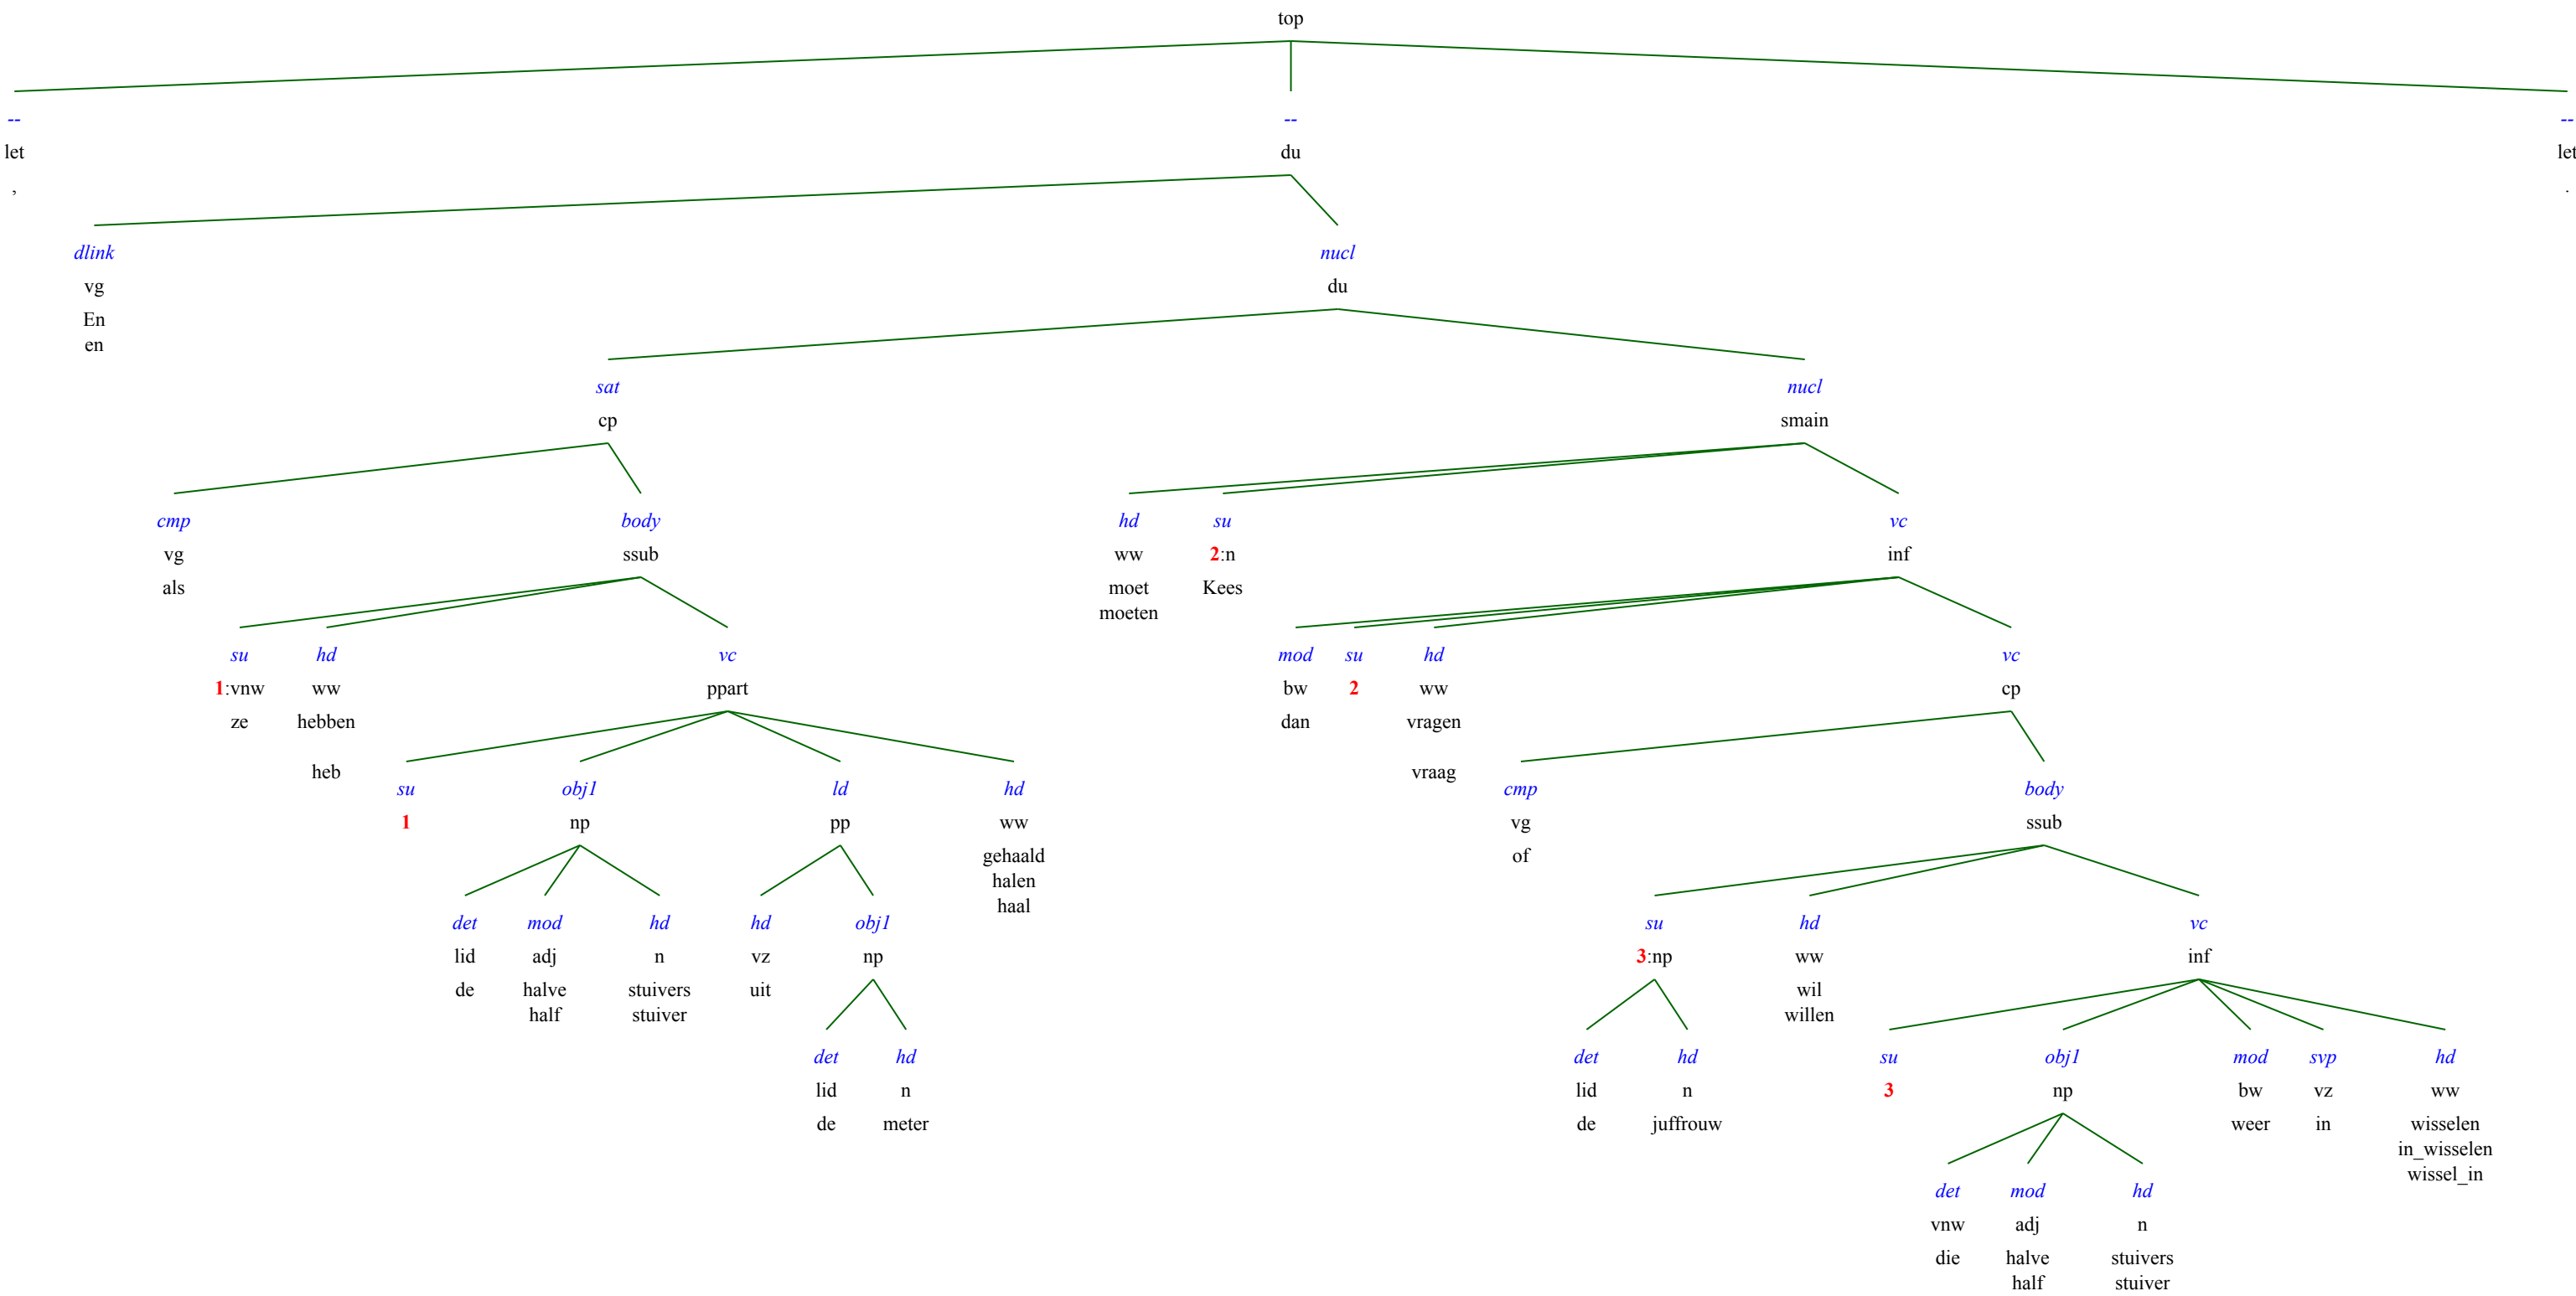 top
-- -- --
let du let
, .
dlink nucl
vg du
En
en
sat nucl
cp smain
cmp body hd su vc
vg ssub ww 2:n inf
als moet Kees
moeten
su hd vc mod su hd vc
1:vnw ww ppart bw 2 ww cp
ze hebben dan vragen
heb vraag
su obj1 ld hd cmp body
1 np pp ww vg ssub
gehaald of
halen
haal
det mod hd hd obj1 su hd vc
lid adj n vz np 3:np ww inf
de halve stuivers uit wil
half stuiver willen
det hd det hd su obj1 mod svp hd
lid n lid n 3 np bw vz ww
de meter de juffrouw weer in wisselen
in_wisselen
wissel_in
det mod hd
vnw adj n
die halve stuivers
half stuiver